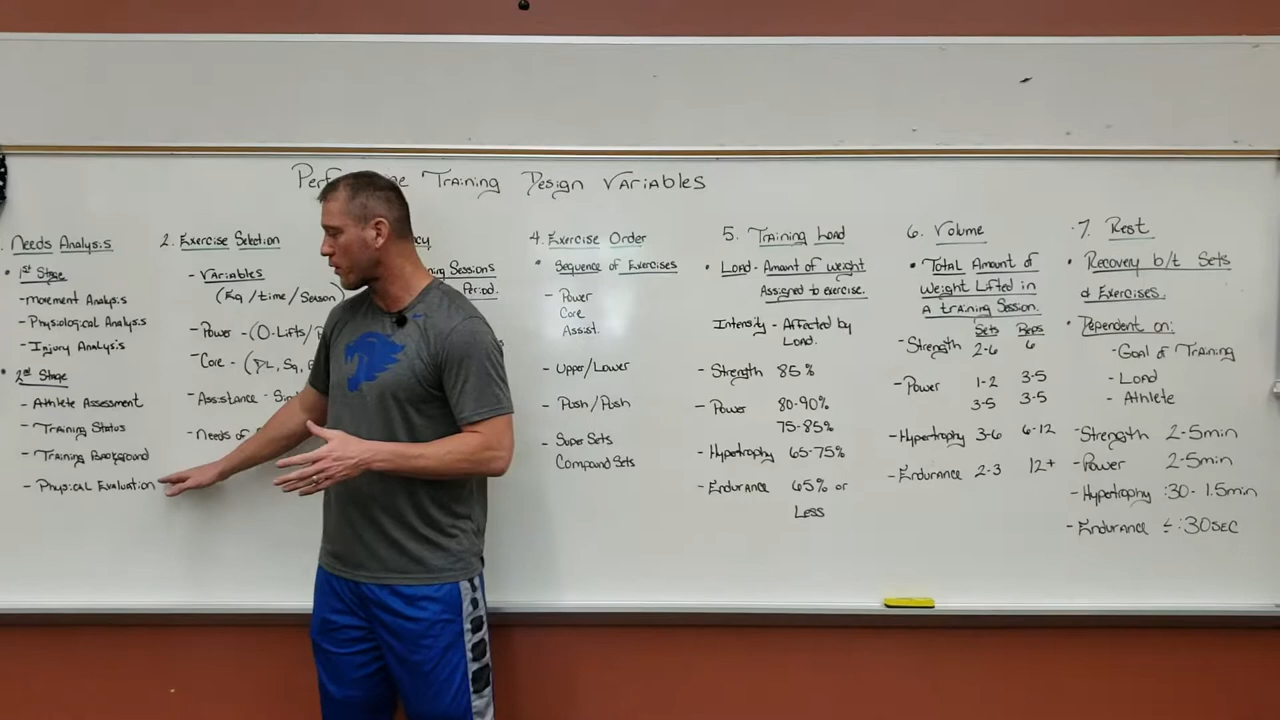 Performance Training Design Variables
Needs Analysis
• 1st Stage
- Movement Analysis
- Physiological Analysis
- Injury Analysis
• 2nd Stage
- Athlete Assessment
- Training Status
- Training Background
- Physical Evaluation
2. Exercise Selection
- Variables
(Eq/time/Season)
- Power - (O-Lifts/
- Core - (DL, Sq,
- Assistance -
- Needs of
cy
ning Sessions
Period.
4. Exercise Order
• Sequence of Exercises
- Power
Core
Assist.
- Upper/Lower
- Push/Push
- Super Sets
Compound Sets
5. Training Load
• Load - Amount of weight
Assigned to exercise.
Intensity - Affected by
Load.
- Strength 85%
- Power 80-90%
75-85%
- Hypertrophy 65-75%
- Endurance 65% or
Less
6. Volume
• Total Amount of
Weight Lifted in
A training Session.
Sets Reps
- Strength 2-6 6
- Power 1-2 3-5
3-5 3-5
- Hypertrophy 3-6 6-12
- Endurance 2-3 12+
7. Rest
• Recovery b/t Sets
& Exercises.
• Dependent on:
- Goal of Training
- Load
- Athlete
- Strength 2-5min
- Power 2-5min
- Hypertrophy :30-1.5min
- Endurance ≤:30sec